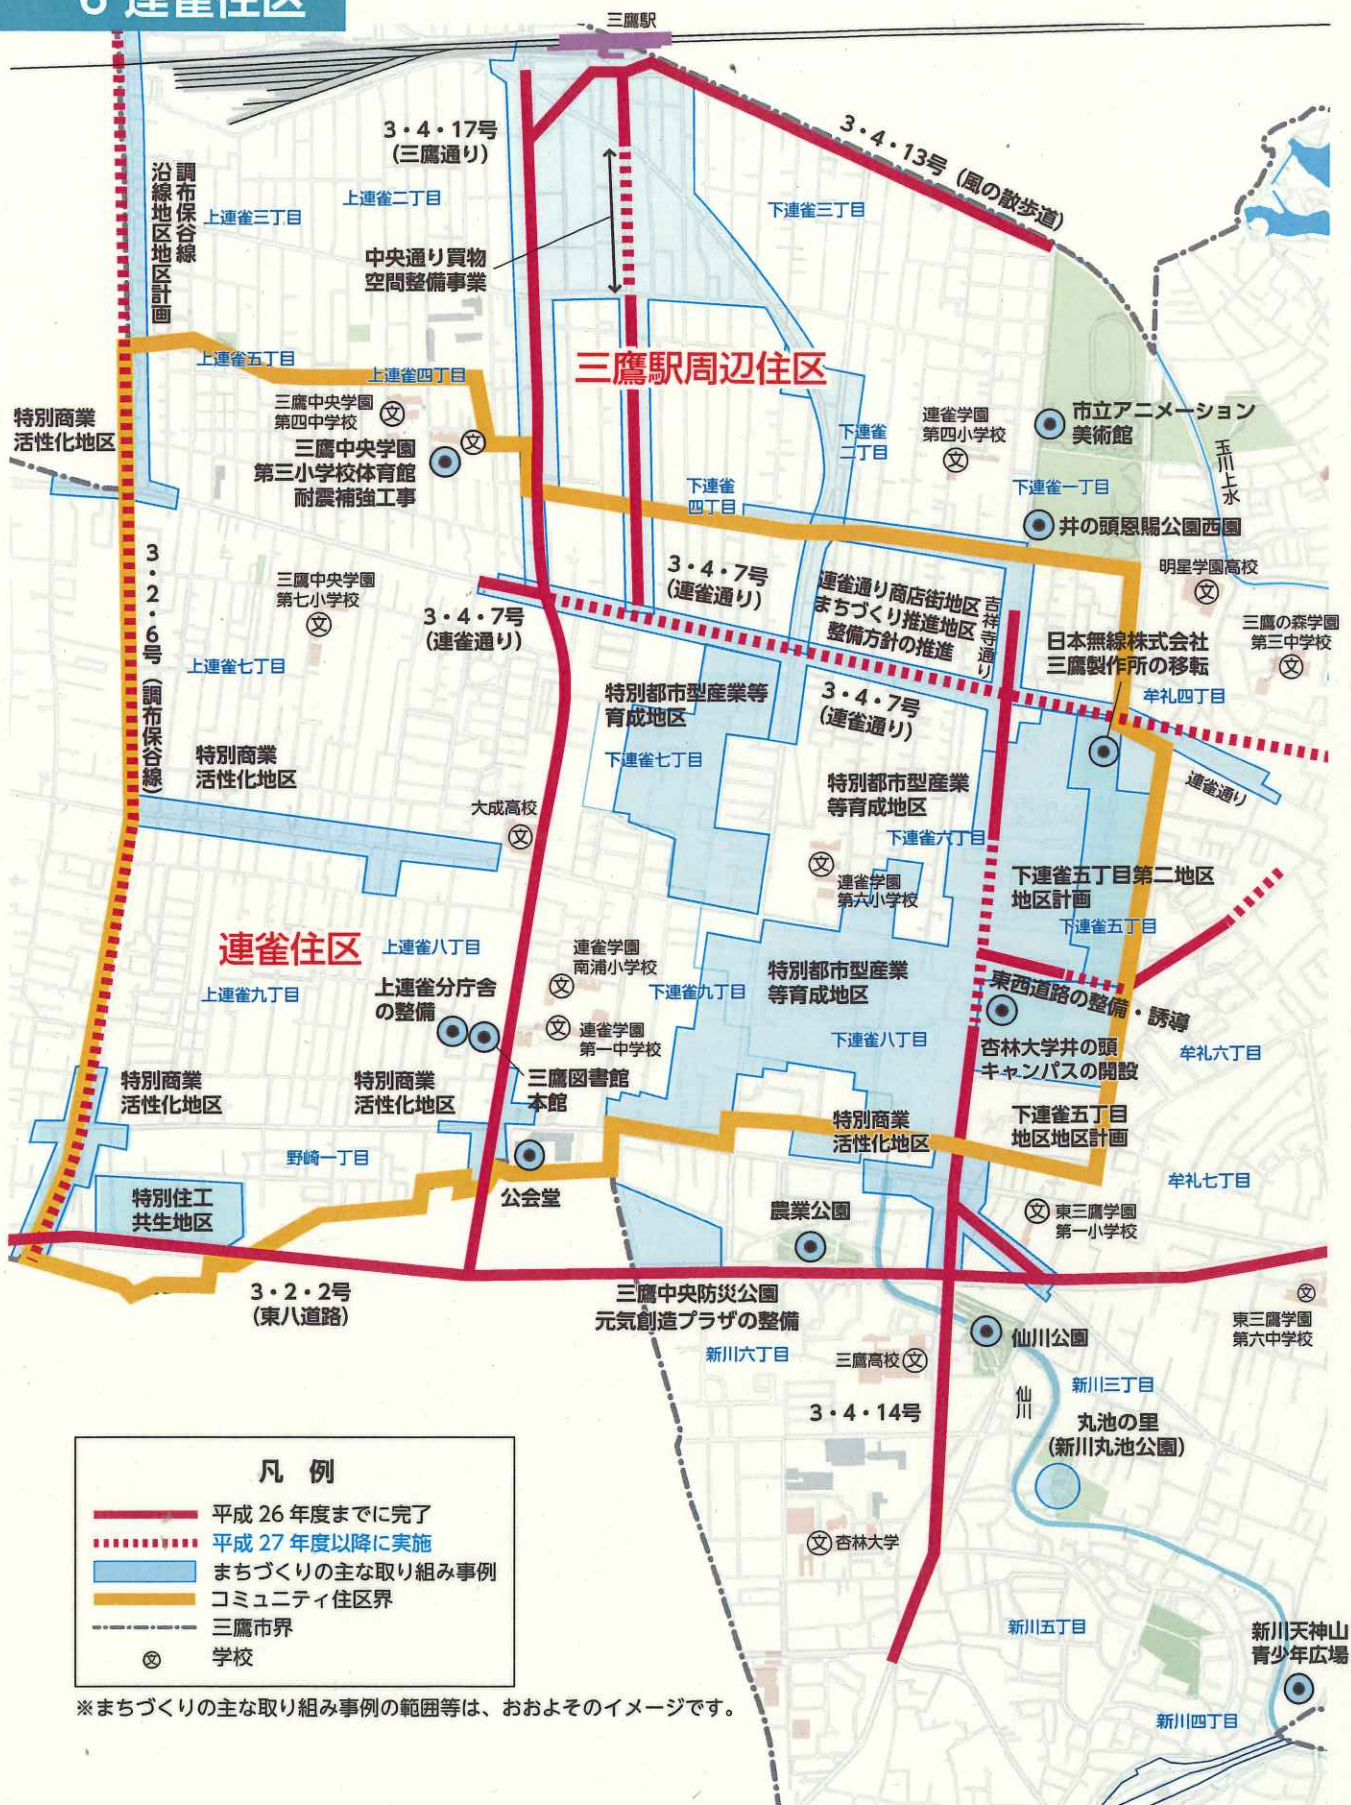 6 連雀住区
三鷹駅
3・4・17号
(三鷹通り)
3・4・13号 (風の散歩道)
調布保谷線
沿線地区地区計画
上連雀三丁目
上連雀二丁目
下連雀三丁目
中央通り買物
空間整備事業
三鷹駅周辺住区
上連雀五丁目
上連雀四丁目
特別商業
活性化地区
三鷹中央学園
第四中学校
文
三鷹中央学園
第三小学校体育館
耐震補強工事
文
下連雀
二丁目
連雀学園
第四小学校
文
市立アニメーション
美術館
玉川上水
下連雀
四丁目
下連雀一丁目
井の頭恩賜公園西園
3・2・6号 (調布保谷線)
三鷹中央学園
第七小学校
文
3・4・7号
(連雀通り)
3・4・7号
(連雀通り)
連雀通り商店街地区
まちづくり推進地区
整備方針の推進
吉祥寺通り
明星学園高校
文
三鷹の森学園
第三中学校
文
日本無線株式会社
三鷹製作所の移転
上連雀七丁目
特別都市型産業等
育成地区
3・4・7号
(連雀通り)
牟礼四丁目
特別商業
活性化地区
下連雀七丁目
特別都市型産業
等育成地区
連雀通り
大成高校
文
下連雀六丁目
文
連雀学園
第六小学校
下連雀五丁目第二地区
地区計画
下連雀五丁目
連雀住区
上連雀八丁目
上連雀九丁目
上連雀分庁舎
の整備
連雀学園
南浦小学校
文
下連雀九丁目
特別都市型産業
等育成地区
東西道路の整備・誘導
文
連雀学園
第一中学校
下連雀八丁目
杏林大学井の頭
キャンパスの開設
牟礼六丁目
特別商業
活性化地区
特別商業
活性化地区
三鷹図書館
本館
特別商業
活性化地区
下連雀五丁目
地区地区計画
野崎一丁目
公会堂
牟礼七丁目
特別住工
共生地区
農業公園
文
東三鷹学園
第一小学校
3・2・2号
(東八道路)
三鷹中央防災公園
元気創造プラザの整備
文
東三鷹学園
第六中学校
新川六丁目
三鷹高校
文
仙川公園
仙川
新川三丁目
3・4・14号
丸池の里
(新川丸池公園)
文
杏林大学
新川五丁目
新川天神山
青少年広場
新川四丁目
凡 例
平成 26 年度までに完了
平成 27 年度以降に実施
まちづくりの主な取り組み事例
コミュニティ住区界
三鷹市界
文
学校
※まちづくりの主な取り組み事例の範囲等は、おおよそのイメージです。